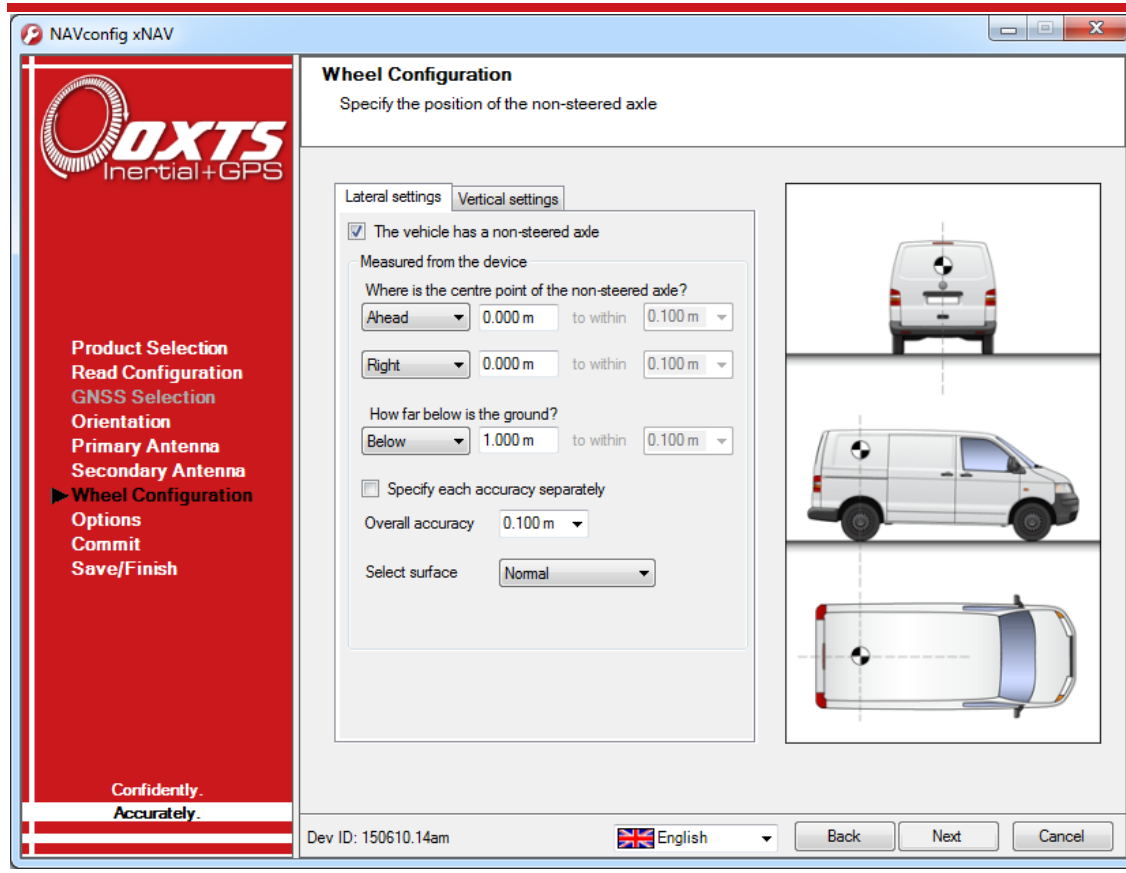 NAVconfig xNAV
OXTS
Inertial+GPS
Product Selection
Read Configuration
GNSS Selection
Orientation
Primary Antenna
Secondary Antenna
Wheel Configuration
Options
Commit
Save/Finish
Confidently.
Accurately.
Wheel Configuration
Specify the position of the non-steered axle
Lateral settings Vertical settings
The vehicle has a non-steered axle
Measured from the device
Where is the centre point of the non-steered axle?
Ahead 0.000 m to within 0.100 m
Right 0.000 m to within 0.100 m
How far below is the ground?
Below 1.000 m to within 0.100 m
Specify each accuracy separately
Overall accuracy 0.100 m
Select surface Normal
Dev ID: 150610.14am English Back Next Cancel